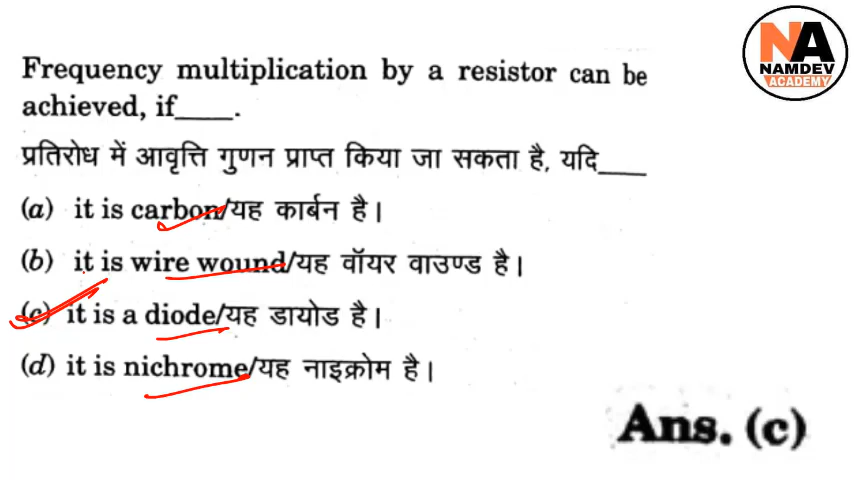 NA
NAMDEV
ACADEMY
Frequency multiplication by a resistor can be
achieved, if____.
प्रतिरोध में आवृत्ति गुणन प्राप्त किया जा सकता है, यदि____
(a) it is carbon/यह कार्बन है।
(b) it is wire wound/यह वॉयर वाउण्ड है।
(c) it is a diode/यह डायोड है।
(d) it is nichrome/यह नाइक्रोम है।
Ans. (c)